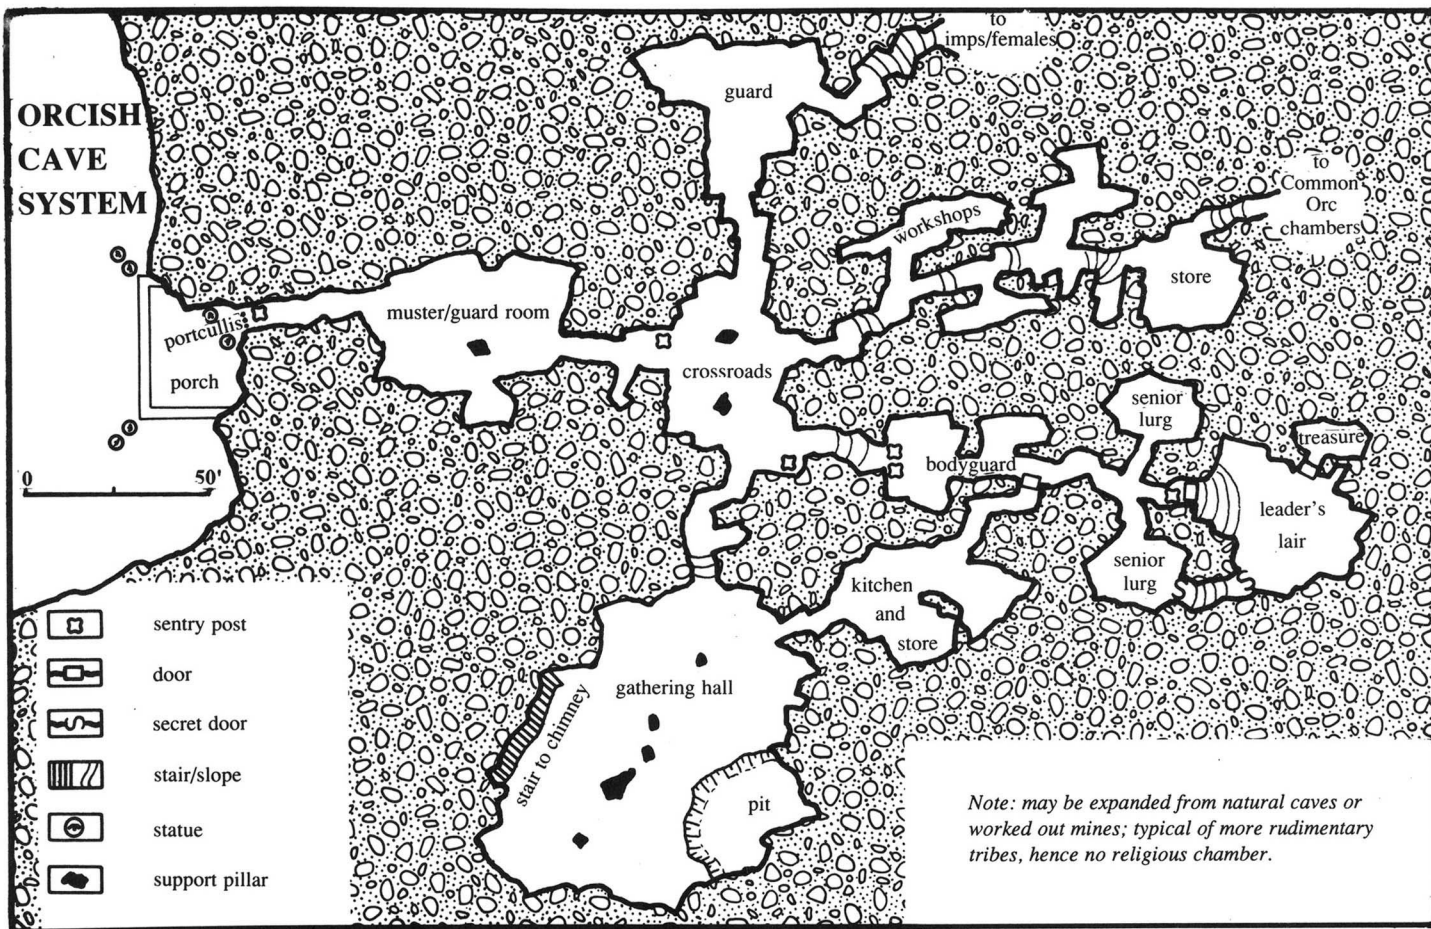 ORCISH
CAVE
SYSTEM
to
imps/females
guard
to
Common
Orc
chambers
workshops
store
muster/guard room
portcullis
porch
crossroads
senior
lurg
treasure
bodyguard
leader's
lair
0 50'
senior
lurg
kitchen
and
store
gathering hall
stair to chimney
pit
sentry post
door
secret door
stair/slope
statue
support pillar
Note: may be expanded from natural caves or
worked out mines; typical of more rudimentary
tribes, hence no religious chamber.